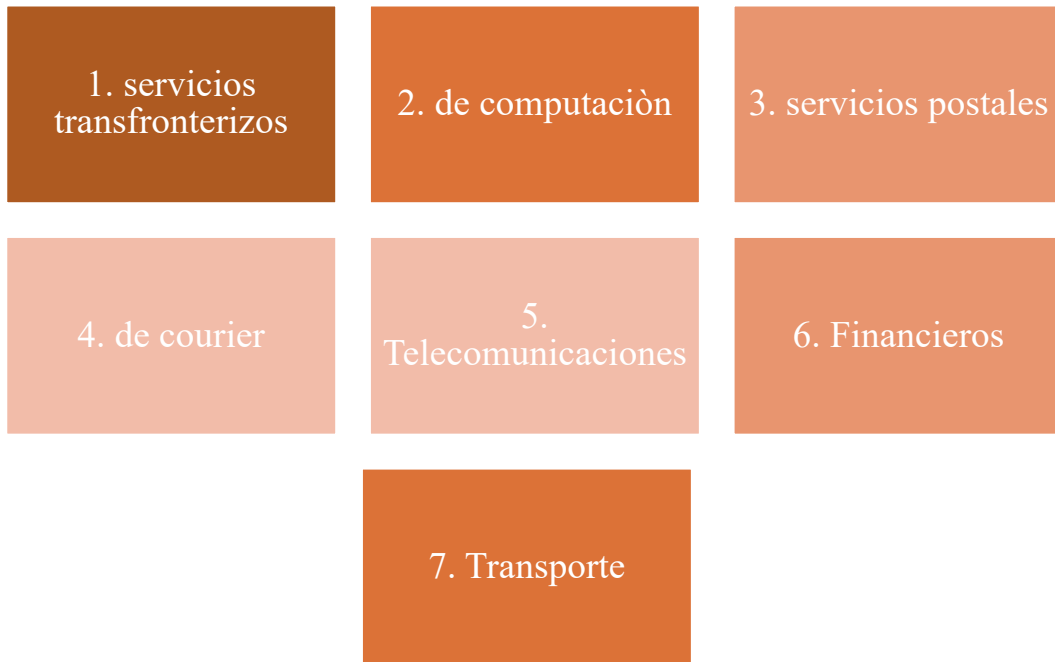 1. servicios
transfronterizos
2. de computaciòn
3. servicios postales
4. de courier
5.
Telecomunicaciones
6. Financieros
7. Transporte